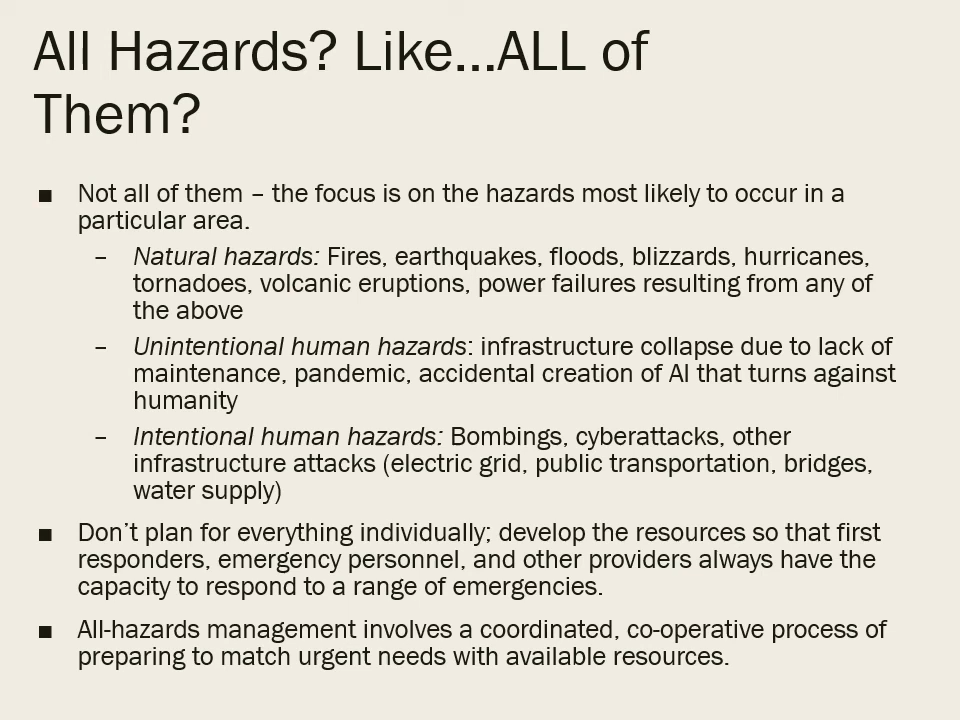 All Hazards? Like...ALL of
Them?
■ Not all of them – the focus is on the hazards most likely to occur in a
particular area.
– Natural hazards: Fires, earthquakes, floods, blizzards, hurricanes,
tornadoes, volcanic eruptions, power failures resulting from any of
the above
– Unintentional human hazards: infrastructure collapse due to lack of
maintenance, pandemic, accidental creation of AI that turns against
humanity
– Intentional human hazards: Bombings, cyberattacks, other
infrastructure attacks (electric grid, public transportation, bridges,
water supply)
■ Don’t plan for everything individually; develop the resources so that first
responders, emergency personnel, and other providers always have the
capacity to respond to a range of emergencies.
■ All-hazards management involves a coordinated, co-operative process of
preparing to match urgent needs with available resources.